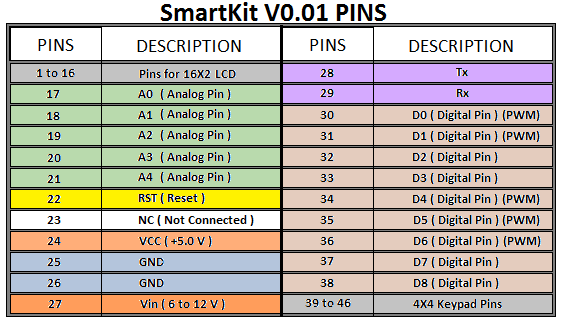 SmartKit V0.01 PINS
PINS DESCRIPTION PINS DESCRIPTION
1 to 16 Pins for 16X2 LCD 28 Tx
17 A0 ( Analog Pin ) 29 Rx
18 A1 ( Analog Pin ) 30 D0 ( Digital Pin ) (PWM)
19 A2 ( Analog Pin ) 31 D1 ( Digital Pin ) (PWM)
20 A3 ( Analog Pin ) 32 D2 ( Digital Pin )
21 A4 ( Analog Pin ) 33 D3 ( Digital Pin )
22 RST ( Reset ) 34 D4 ( Digital Pin ) (PWM)
23 NC ( Not Connected ) 35 D5 ( Digital Pin ) (PWM)
24 VCC ( +5.0 V ) 36 D6 ( Digital Pin ) (PWM)
25 GND 37 D7 ( Digital Pin )
26 GND 38 D8 ( Digital Pin )
27 Vin ( 6 to 12 V ) 39 to 46 4X4 Keypad Pins